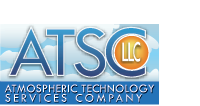 ATSC LLC
ATMOSPHERIC TECHNOLOGY
SERVICES COMPANY